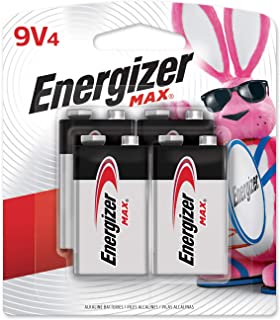 9V4
Energizer
MAX®
Energizer
MAX.
Energizer
MAX.
Energizer
ALKALINE BATTERIES / PILES ALCALINES / PILAS ALCALINAS